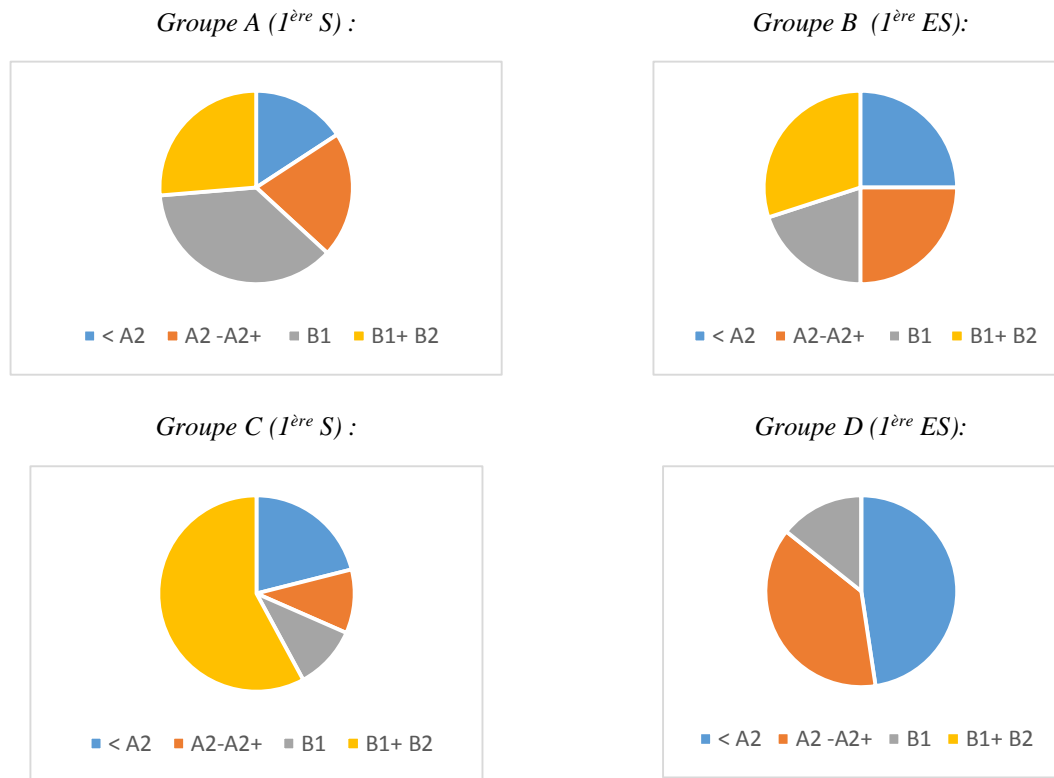 Groupe A (1ère S) :
Groupe B (1ère ES):
< A2 A2 -A2+ B1 B1+ B2
< A2 A2-A2+ B1 B1+ B2
Groupe C (1ère S) :
Groupe D (1ère ES):
< A2 A2-A2+ B1 B1+ B2
< A2 A2 -A2+ B1 B1+ B2